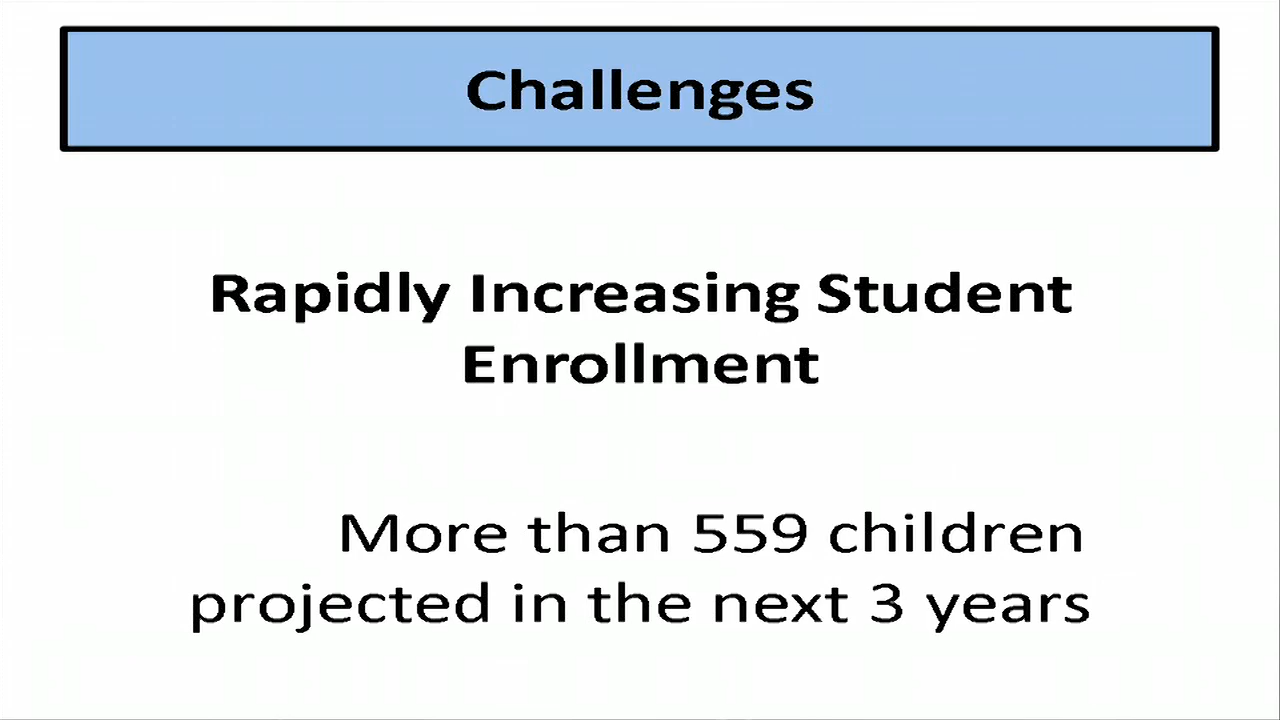 Challenges
Rapidly Increasing Student
Enrollment
More than 559 children
projected in the next 3 years